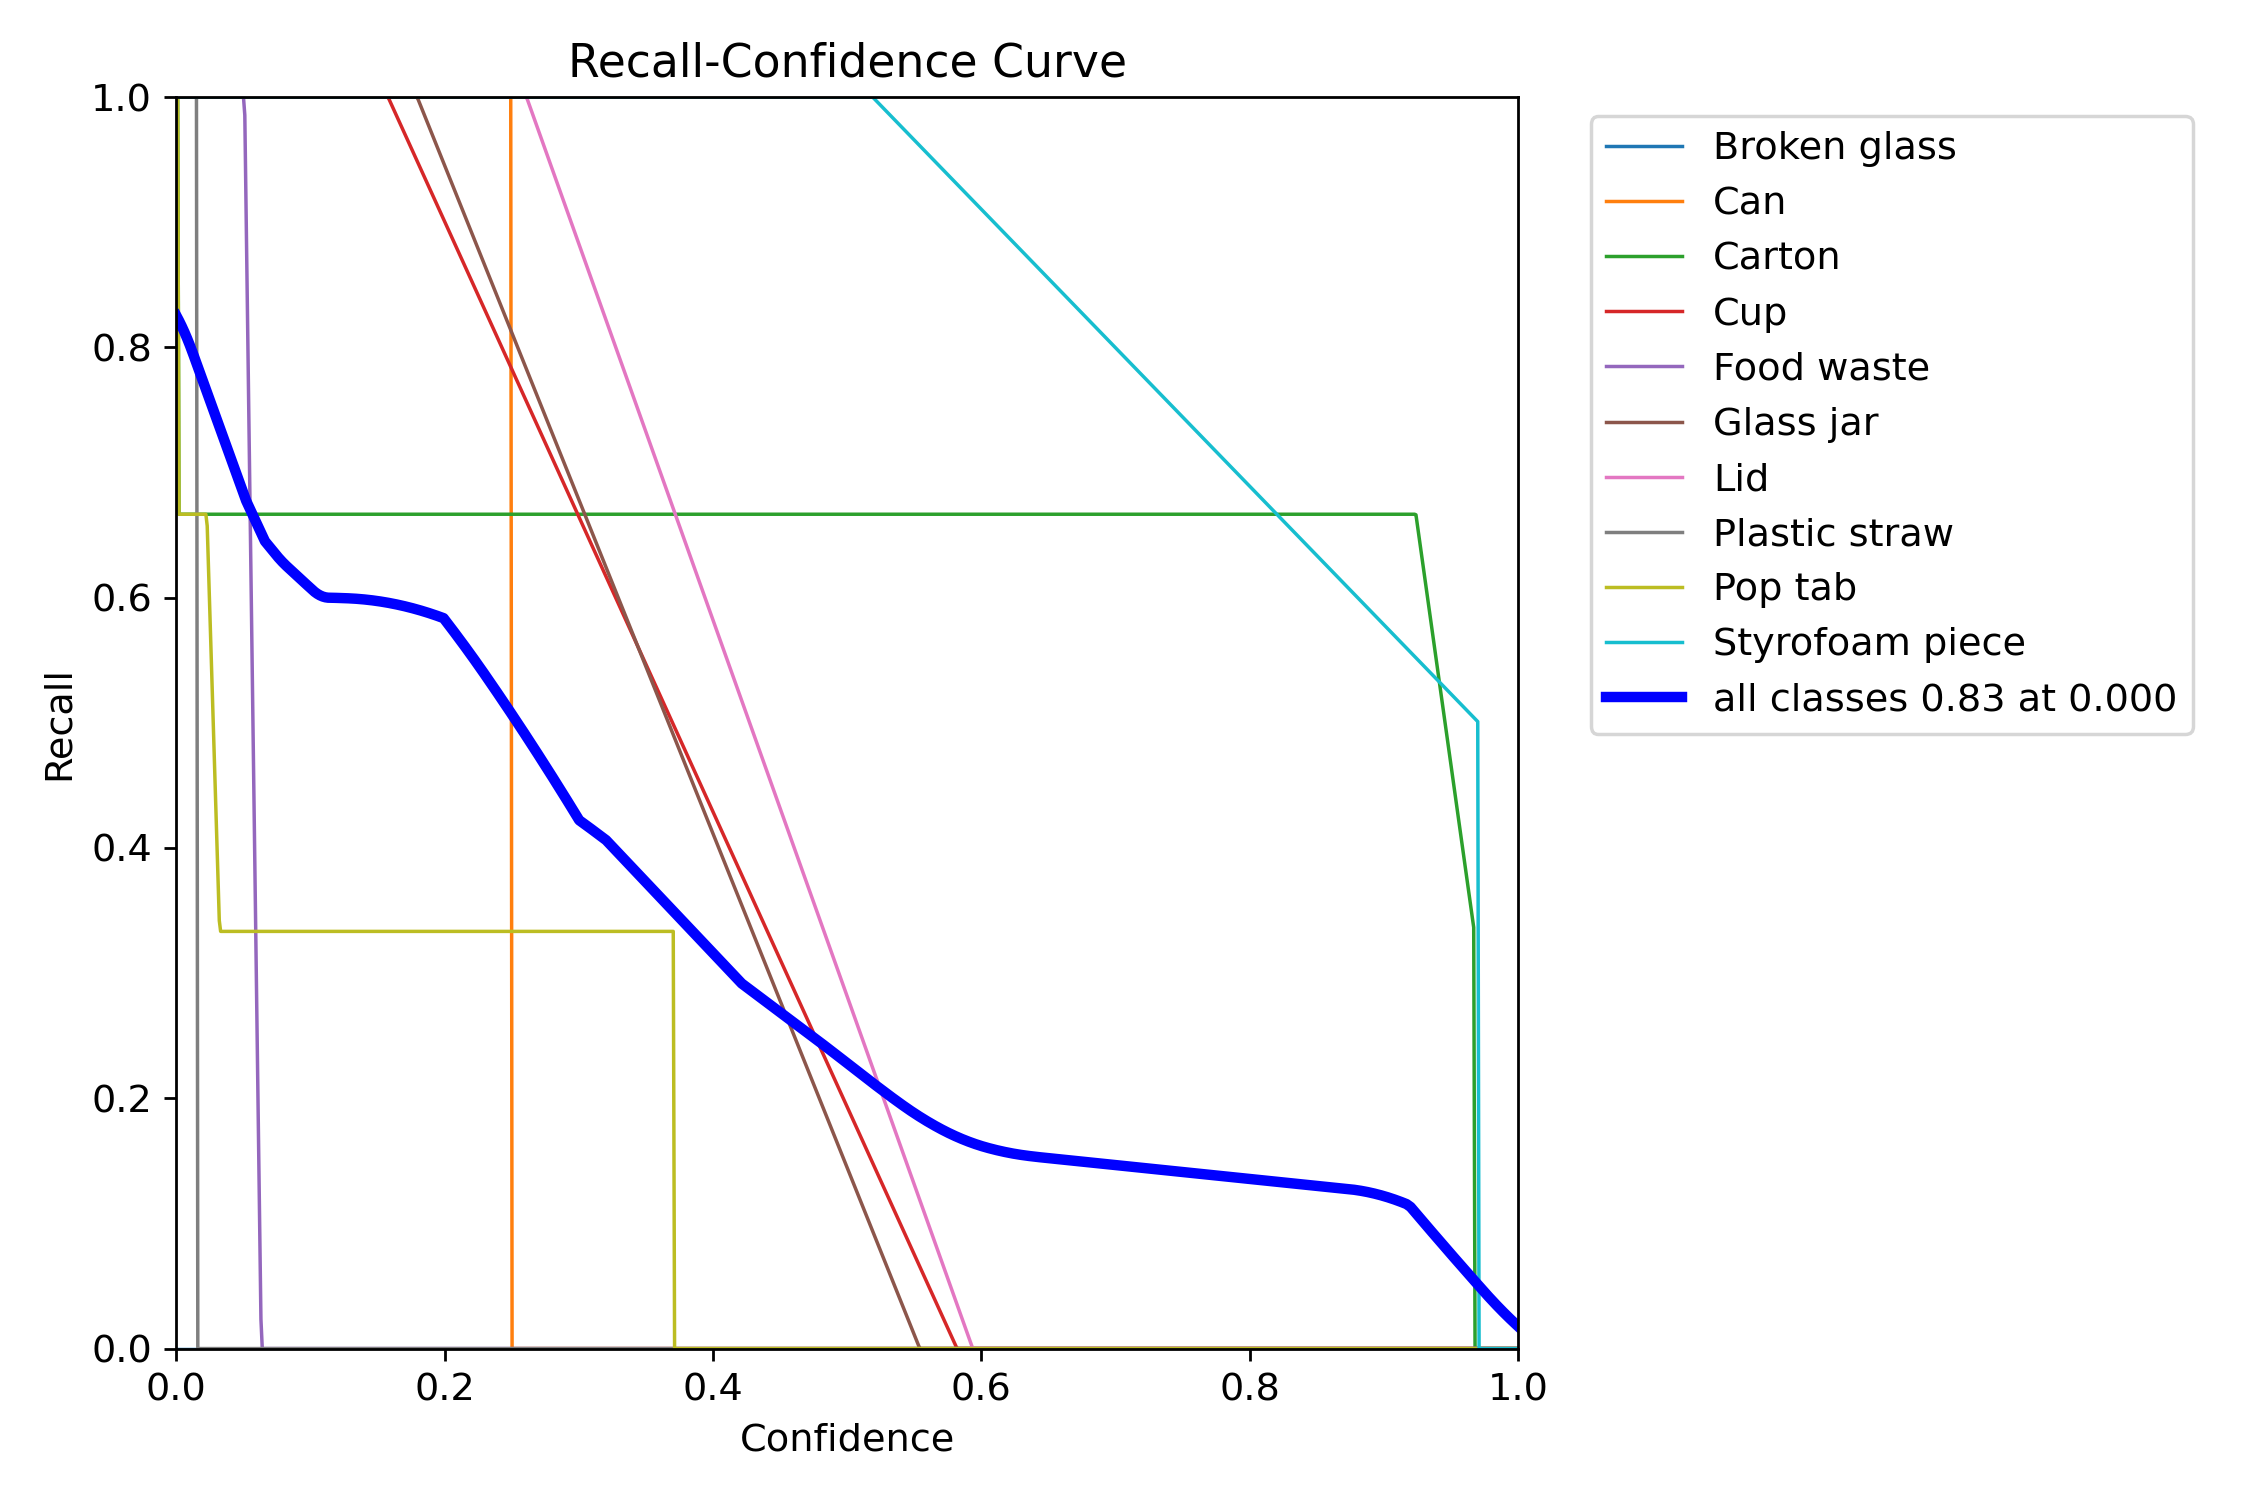 Recall-Confidence Curve
1.0
0.8
0.6
0.4
0.2
0.0
Recall
0.0 0.2 0.4 0.6 0.8 1.0
Confidence
Broken glass
Can
Carton
Cup
Food waste
Glass jar
Lid
Plastic straw
Pop tab
Styrofoam piece
all classes 0.83 at 0.000